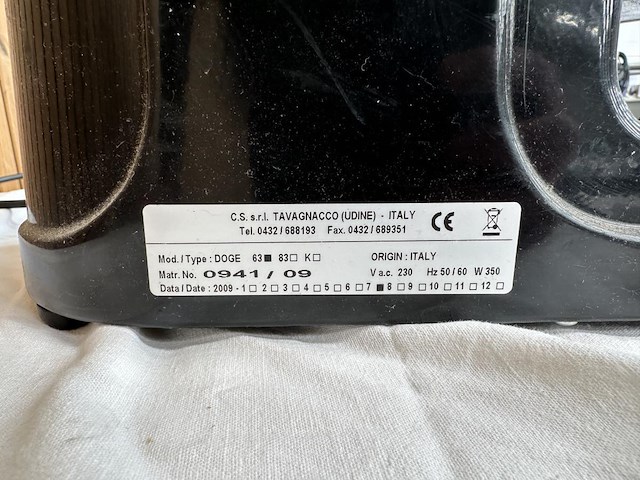 C.S. s.r.l. TAVAGNACCO (UDINE) - ITALY
Tel. 0432 / 688193 Fax. 0432 / 689351
CE
Mod. / Type : DOGE 63■ 83□ K□ ORIGIN : ITALY
Matr. No. 0941 / 09 V a.c. 230 Hz 50 / 60 W 350
Data / Date : 2009 - 1□ 2□ 3□ 4□ 5□ 6□ 7■ 8□ 9□ 10□ 11□ 12□